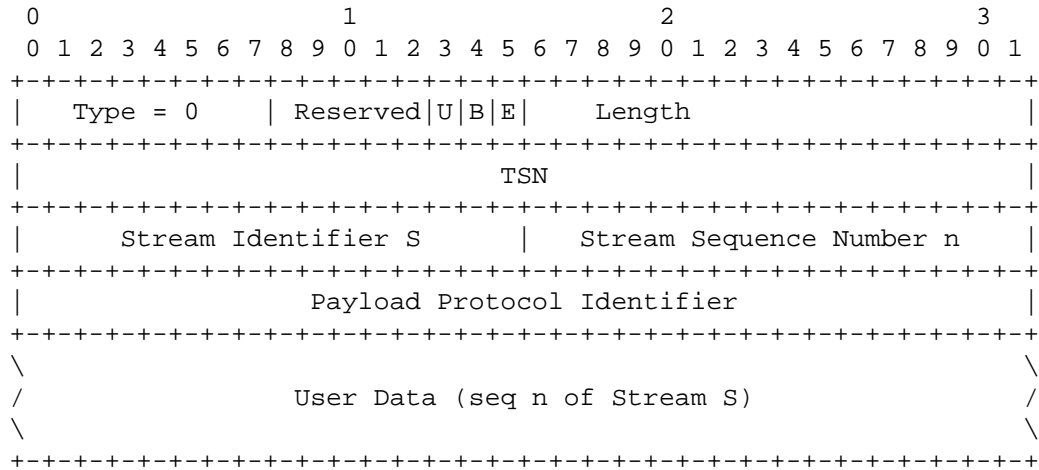 0                   1                   2                   3
 0 1 2 3 4 5 6 7 8 9 0 1 2 3 4 5 6 7 8 9 0 1 2 3 4 5 6 7 8 9 0 1
+-+-+-+-+-+-+-+-+-+-+-+-+-+-+-+-+-+-+-+-+-+-+-+-+-+-+-+-+-+-+-+-+
|   Type = 0    | Reserved|U|B|E|    Length                     |
+-+-+-+-+-+-+-+-+-+-+-+-+-+-+-+-+-+-+-+-+-+-+-+-+-+-+-+-+-+-+-+-+
|                              TSN                              |
+-+-+-+-+-+-+-+-+-+-+-+-+-+-+-+-+-+-+-+-+-+-+-+-+-+-+-+-+-+-+-+-+
|      Stream Identifier S      |   Stream Sequence Number n    |
+-+-+-+-+-+-+-+-+-+-+-+-+-+-+-+-+-+-+-+-+-+-+-+-+-+-+-+-+-+-+-+-+
|                  Payload Protocol Identifier                  |
+-+-+-+-+-+-+-+-+-+-+-+-+-+-+-+-+-+-+-+-+-+-+-+-+-+-+-+-+-+-+-+-+
\                                                               \
/                 User Data (seq n of Stream S)                 /
\                                                               \
+-+-+-+-+-+-+-+-+-+-+-+-+-+-+-+-+-+-+-+-+-+-+-+-+-+-+-+-+-+-+-+-+